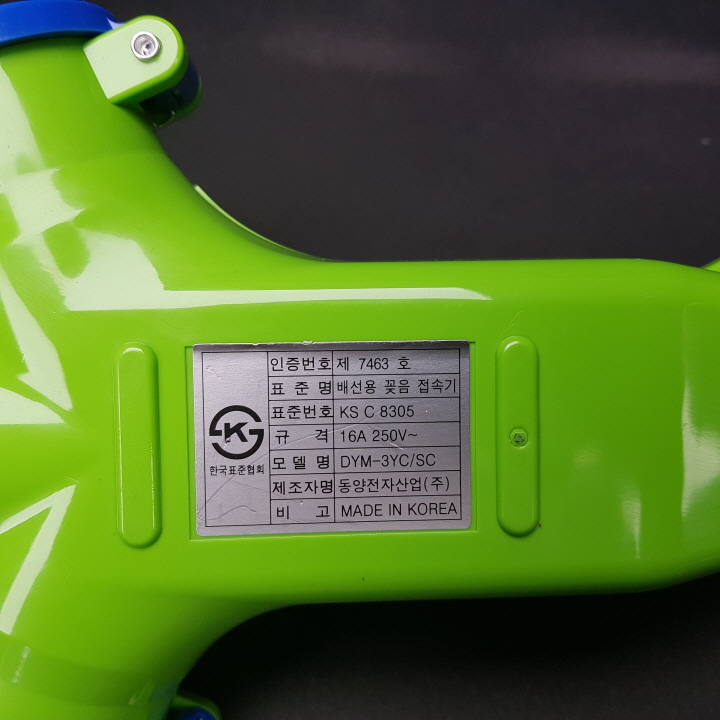 인증번호 제 7463 호
표 준 명 배선용 꽂음 접속기
표준번호 KS C 8305
규 격 16A 250V~
모 델 명 DYM-3YC/SC
제조자명 동양전자산업(주)
비 고 MADE IN KOREA
K
한국표준협회